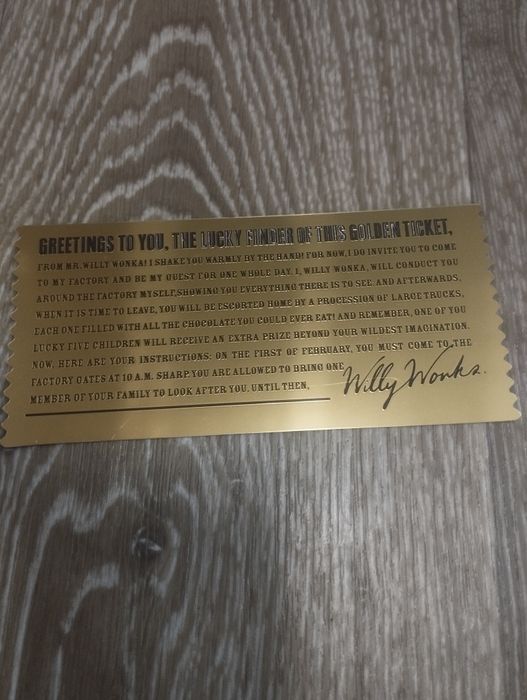 GREETINGS TO YOU, THE LUCKY FINDER OF THIS GOLDEN TICKET,
FROM MR. WILLY WONKA! I SHAKE YOU WARMLY BY THE HAND! FOR NOW, I DO INVITE YOU TO COME
TO MY FACTORY AND BE MY GUEST FOR ONE WHOLE DAY. I, WILLY WONKA, WILL CONDUCT YOU
AROUND THE FACTORY MYSELF, SHOWING YOU EVERYTHING THERE IS TO SEE. AND AFTERWARDS,
WHEN IT IS TIME TO LEAVE, YOU WILL BE ESCORTED HOME BY A PROCESSION OF LARGE TRUCKS,
EACH ONE FILLED WITH ALL THE CHOCOLATE YOU COULD EVER EAT! AND REMEMBER, ONE OF YOU
LUCKY FIVE CHILDREN WILL RECEIVE AN EXTRA PRIZE BEYOND YOUR WILDEST IMAGINATION.
NOW, HERE ARE YOUR INSTRUCTIONS: ON THE FIRST OF FEBRUARY, YOU MUST COME TO THE
FACTORY GATES AT 10 A.M. SHARP. YOU ARE ALLOWED TO BRING ONE
MEMBER OF YOUR FAMILY TO LOOK AFTER YOU. UNTIL THEN,
Willy Wonka.